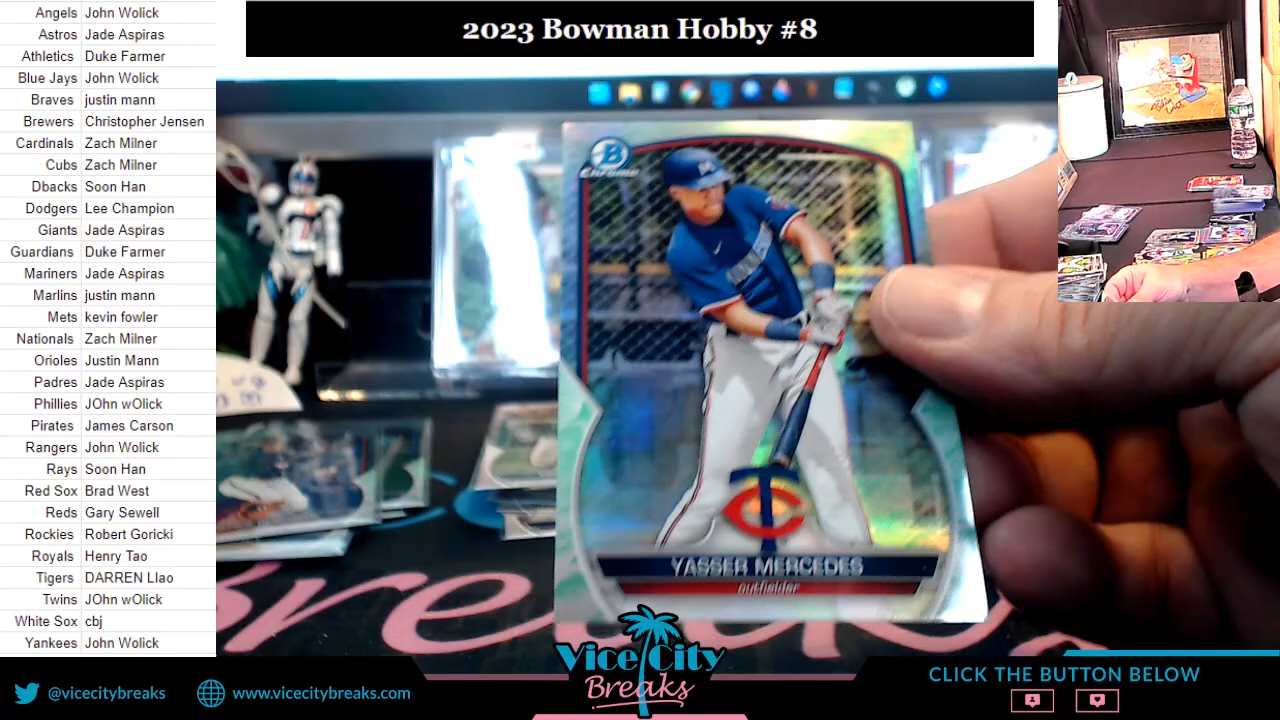 2023 Bowman Hobby #8
Angels John Wolick
Astros Jade Aspiras
Athletics Duke Farmer
Blue Jays John Wolick
Braves justin mann
Brewers Christopher Jensen
Cardinals Zach Milner
Cubs Zach Milner
Dbacks Soon Han
Dodgers Lee Champion
Giants Jade Aspiras
Guardians Duke Farmer
Mariners Jade Aspiras
Marlins justin mann
Mets kevin fowler
Nationals Zach Milner
Orioles Justin Mann
Padres Jade Aspiras
Phillies JOhn wOlick
Pirates James Carson
Rangers John Wolick
Rays Soon Han
Red Sox Brad West
Reds Gary Sewell
Rockies Robert Goricki
Royals Henry Tao
Tigers DARREN LIao
Twins JOhn wOlick
White Sox cbj
Yankees John Wolick
B
Chrome
M
TC
YASSER MERCEDES
outfielder
Breaks
Vice City
Breaks
@vicecitybreaks
www.vicecitybreaks.com
CLICK THE BUTTON BELOW